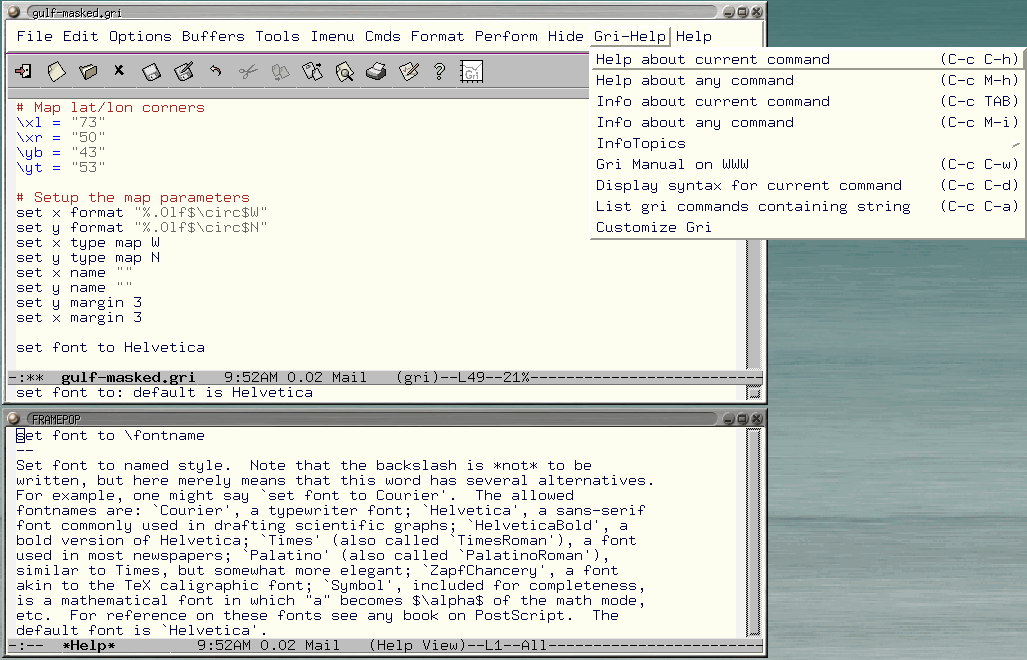 gulf-masked.gri
File Edit Options Buffers Tools Imenu Cmds Format Perform Hide Gri-Help Help
Help about current command (C-c C-h)
Help about any command (C-c M-h)
Info about current command (C-c TAB)
Info about any command (C-c M-i)
InfoTopics
Gri Manual on WWW (C-c C-w)
Display syntax for current command (C-c C-d)
List gri commands containing string (C-c C-a)
Customize Gri
Gri
# Map lat/lon corners
\xl = "73"
\xr = "50"
\yb = "43"
\yt = "53"
# Setup the map parameters
set x format "%.0lf$\circ$W"
set y format "%.0lf$\circ$N"
set x type map W
set y type map N
set x name ""
set y name ""
set y margin 3
set x margin 3
set font to Helvetica
-:** gulf-masked.gri 9:52AM 0.02 Mail (gri)--L49--21%--------------------------
set font to: default is Helvetica
FRAMEPOP
set font to \fontname
--
Set font to named style. Note that the backslash is *not* to be
written, but here merely means that this word has several alternatives.
For example, one might say `set font to Courier'. The allowed
fontnames are: `Courier', a typewriter font; `Helvetica', a sans-serif
font commonly used in drafting scientific graphs; `HelveticaBold', a
bold version of Helvetica; `Times' (also called `TimesRoman'), a font
used in most newspapers; `Palatino' (also called `PalatinoRoman'),
similar to Times, but somewhat more elegant; `ZapfChancery', a font
akin to the TeX caligraphic font; `Symbol', included for completeness,
is a mathematical font in which "a" becomes $\alpha$ of the math mode,
etc. For reference on these fonts see any book on PostScript. The
default font is `Helvetica'.
-:-- *Help* 9:52AM 0.02 Mail (Help View)--L1--All------------------------